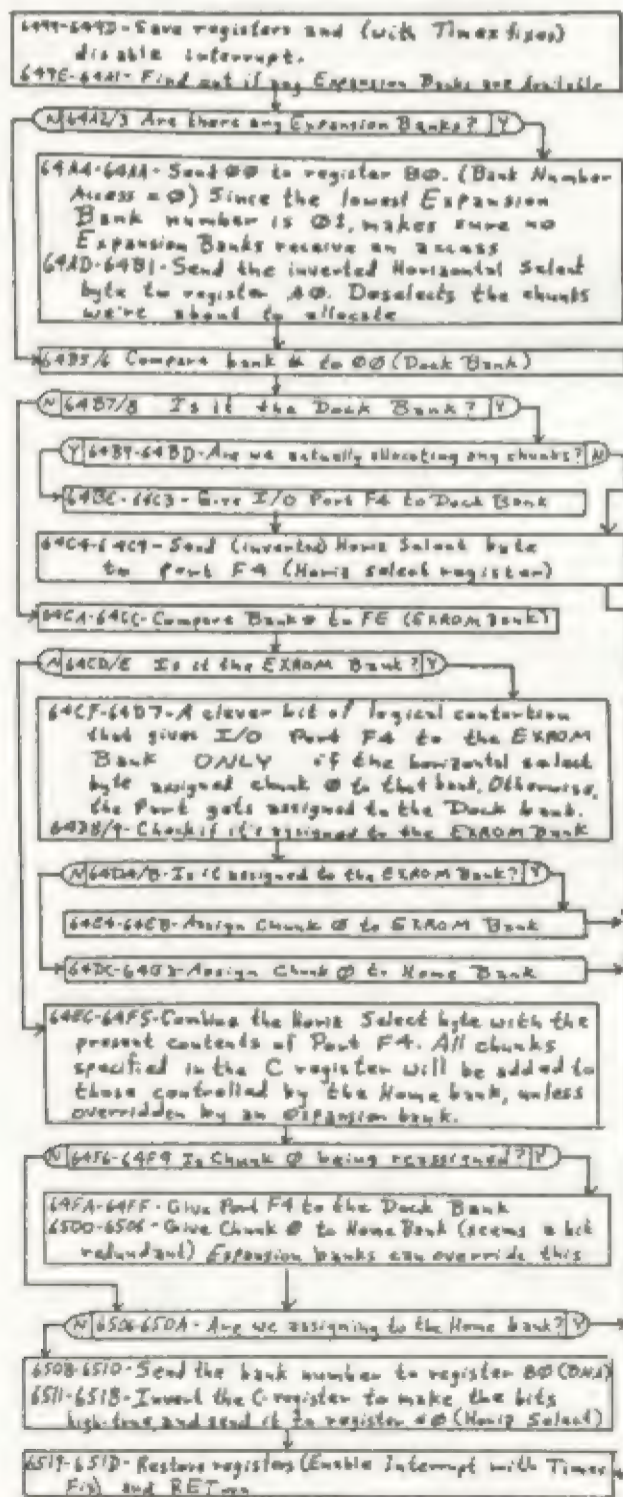 6499-649D-Save registers and (with Timex fixes)
disable interrupt.
649E-64A1- Find out if any Expansion Banks are Available
N 64A2/3 Are there any Expansion Banks? Y
64A4-64AA- Send ØØ to register BØ. (Bank Number
Access = Ø) Since the lowest Expansion
Bank number is Ø1, makes sure no
Expansion Banks receive an access
64AD-64B1-Send the inverted Horizontal Select
byte to register AØ. Deselects the chunks
we're about to allocate
64B5/6 Compare bank # to ØØ (Dock Bank)
N 64B7/8 Is it the Dock Bank? Y
Y 64B9-64BD-Are we actually allocating any chunks? N
64BE-64C3- Give I/O Port F4 to Dock Bank
64C4-64C9-Send (inverted) Horiz Select byte
to Port F4 (Horiz select register)
64CA-64CC-Compare Bank # to FE (EXROM Bank)
N 64CD/E Is it the EXROM Bank? Y
64CF-64D7-A clever bit of logical contortion
that gives I/O Port F4 to the EXROM
Bank ONLY if the horizontal select
byte assigned chunk Ø to that bank. Otherwise,
the Port gets assigned to the Dock bank.
64D8/9-Check if it's assigned to the EXROM Bank
N 64DA/B-Is it assigned to the EXROM Bank? Y
64E4-64EB-Assign Chunk Ø to EXROM Bank
64DC-64E3-Assign Chunk Ø to Home Bank
64EC-64F5-Combine the Horiz Select byte with the
present contents of Port F4. All chunks
specified in the C register will be added to
those controlled by the Home bank, unless
overridden by an expansion bank.
N 64F6-64F9 Is Chunk Ø being reassigned? Y
64FA-64FF - Give Port F4 to the Dock Bank
6500-6505 - Give Chunk Ø to Home Bank (seems a bit
redundant) Expansion banks can override this
N 6506-650A- Are we assigning to the Home bank? Y
650B-6510-Send the bank number to register BØ (BNA)
6511-6518-Invert the C-register to make the bits
high-true and send it to register AØ (Horiz Select)
6519-651D- Restore registers (Enable Interrupt with Timex
Fix) and RETurn